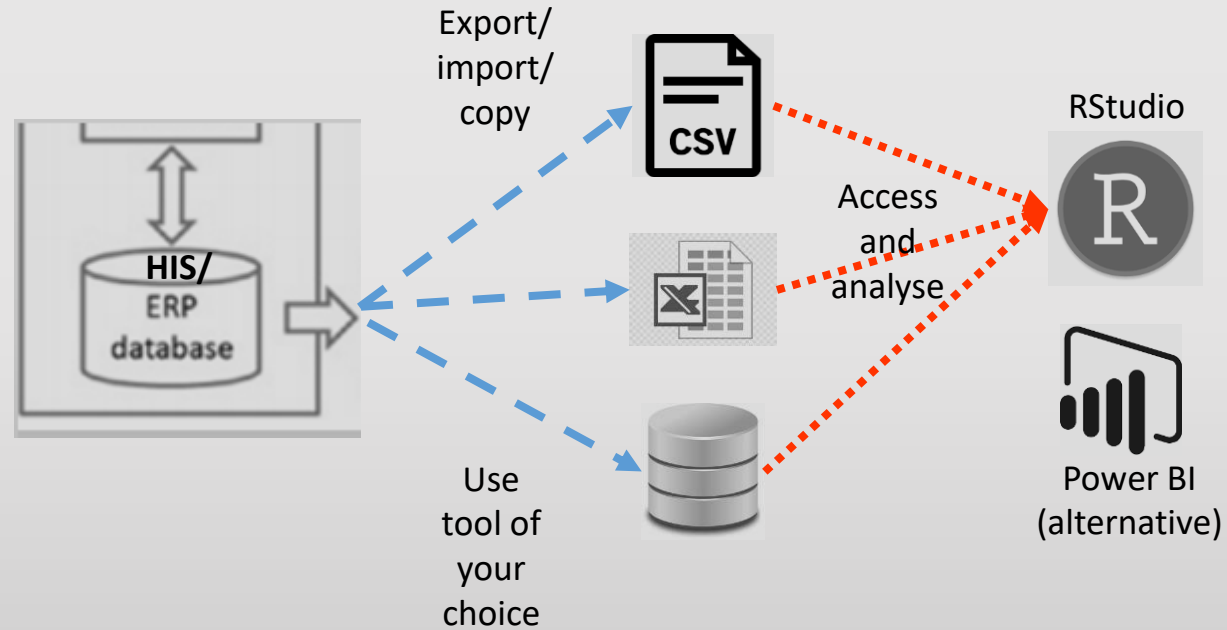 Export/
import/
copy
HIS/
ERP
database
CSV
X
Access
and
analyse
RStudio
R
Power BI
(alternative)
Use
tool of
your
choice